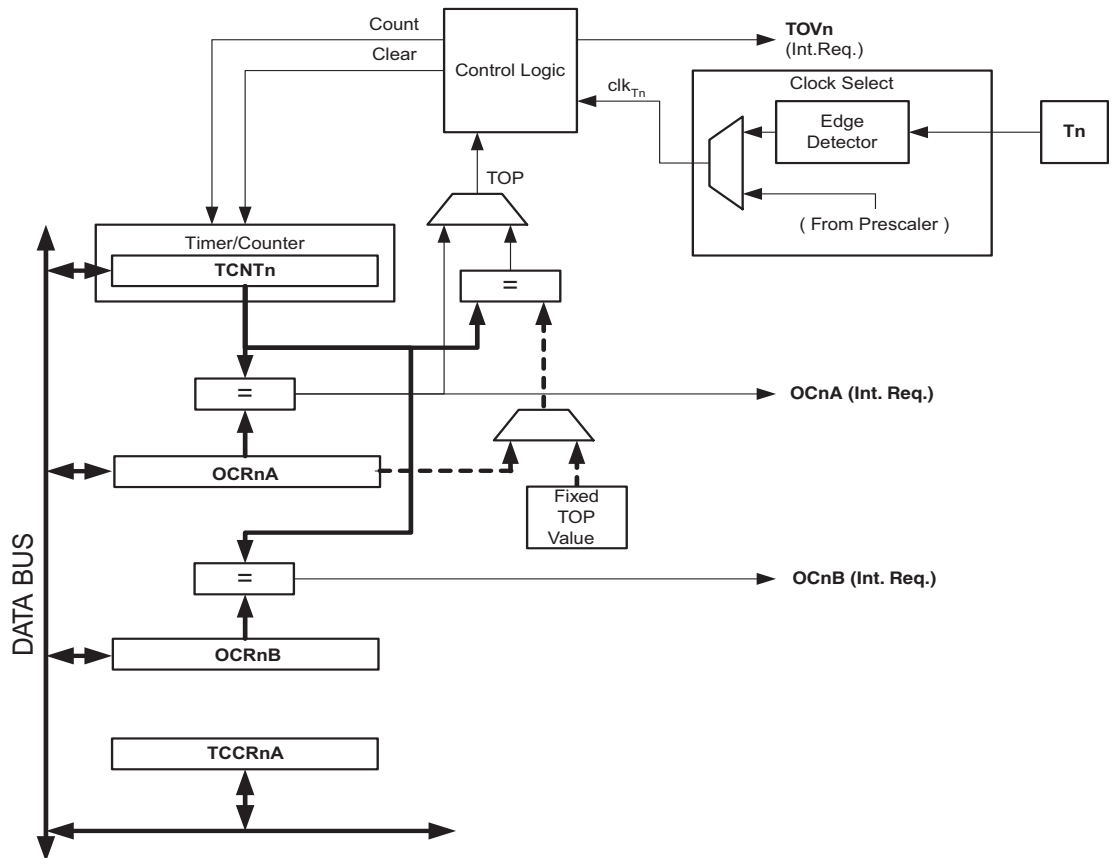 Count
Clear
Control Logic
TOVn
(Int.Req.)
clkTn
Clock Select
Edge
Detector
Tn
( From Prescaler )
TOP
Timer/Counter
TCNTn
=
=
OCnA (Int. Req.)
OCRnA
Fixed
TOP
Value
=
OCnB (Int. Req.)
OCRnB
TCCRnA
DATA BUS